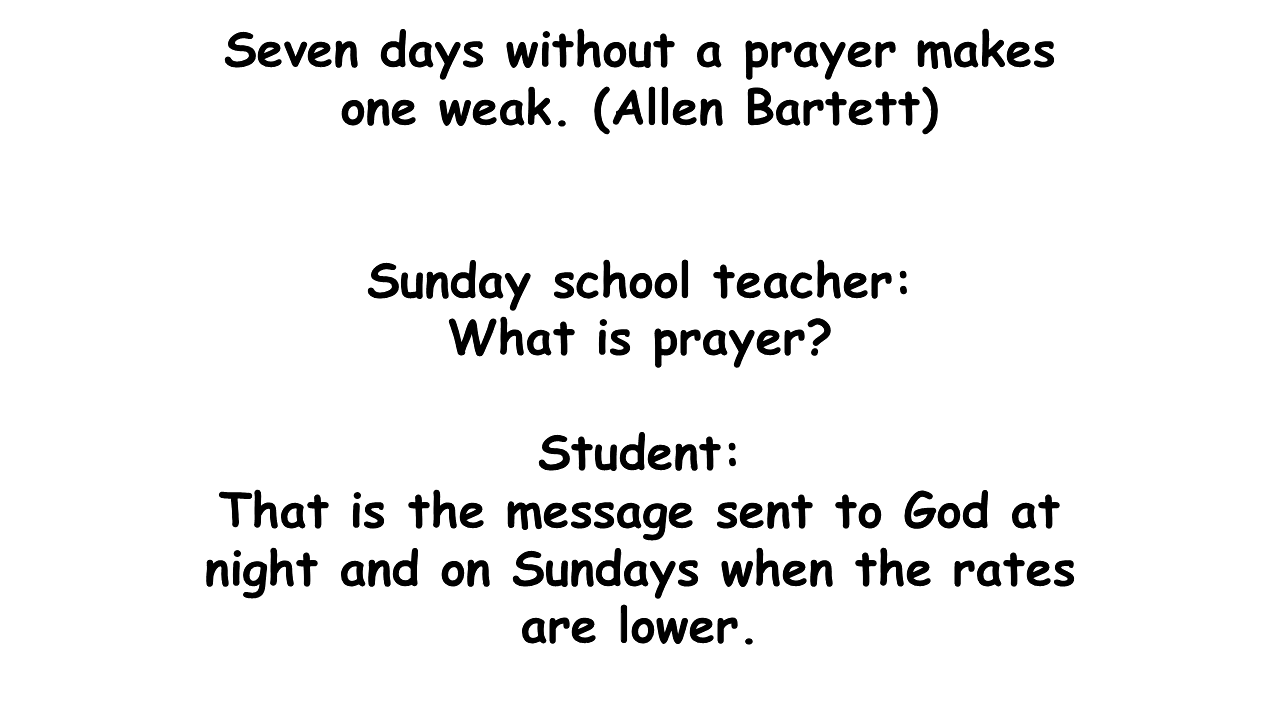 Seven days without a prayer makes
one weak. (Allen Bartett)
Sunday school teacher:
What is prayer?
Student:
That is the message sent to God at
night and on Sundays when the rates
are lower.